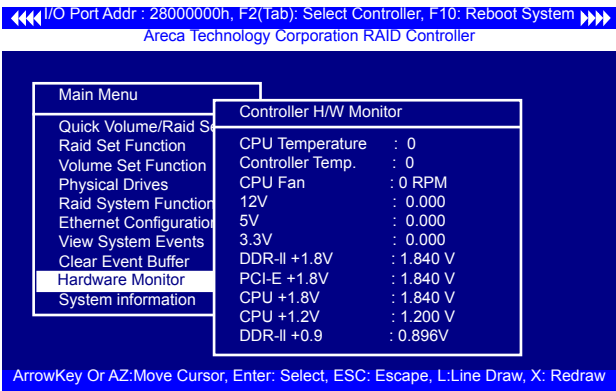 I/O Port Addr : 28000000h, F2(Tab): Select Controller, F10: Reboot System
Areca Technology Corporation RAID Controller
Main Menu
Quick Volume/Raid Se
Raid Set Function
Volume Set Function
Physical Drives
Raid System Function
Ethernet Configuration
View System Events
Clear Event Buffer
Hardware Monitor
System information
Controller H/W Monitor
CPU Temperature : 0
Controller Temp. : 0
CPU Fan : 0 RPM
12V : 0.000
5V : 0.000
3.3V : 0.000
DDR-II +1.8V : 1.840 V
PCI-E +1.8V : 1.840 V
CPU +1.8V : 1.840 V
CPU +1.2V : 1.200 V
DDR-II +0.9 : 0.896V
ArrowKey Or AZ:Move Cursor, Enter: Select, ESC: Escape, L:Line Draw, X: Redraw